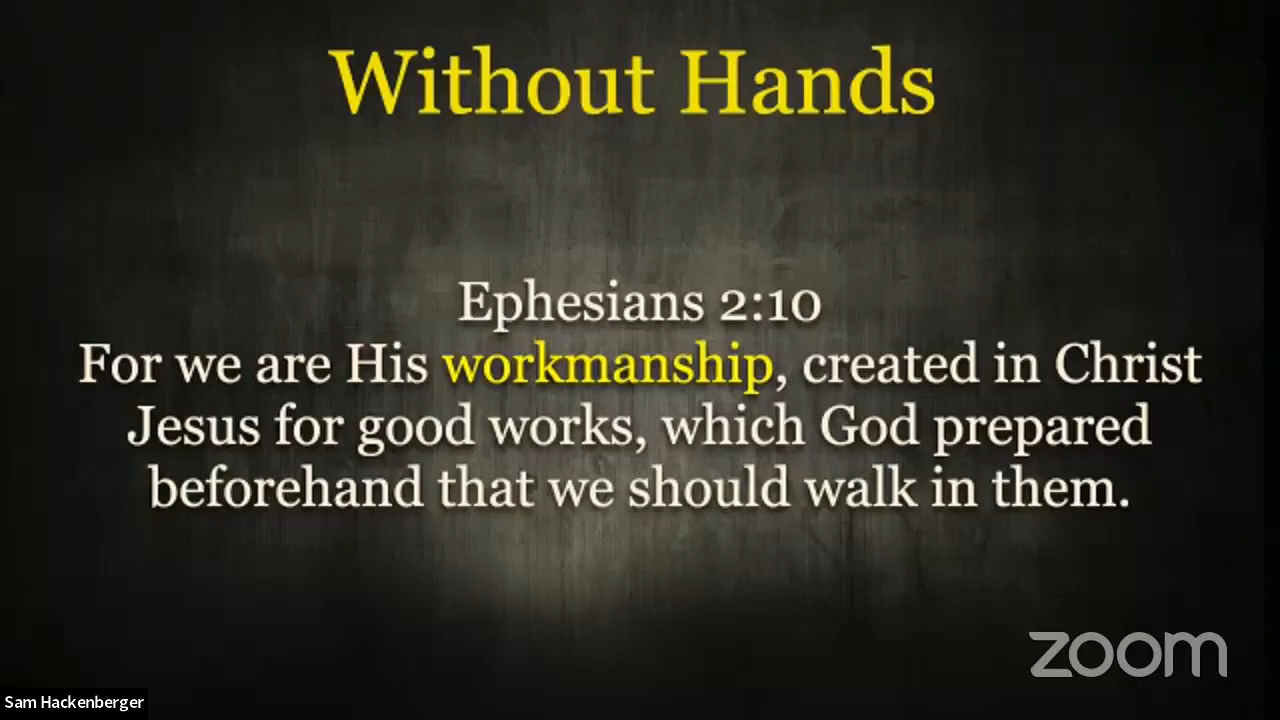 Without Hands
Ephesians 2:10
For we are His workmanship, created in Christ
Jesus for good works, which God prepared
beforehand that we should walk in them.
zoom
Sam Hackenberger